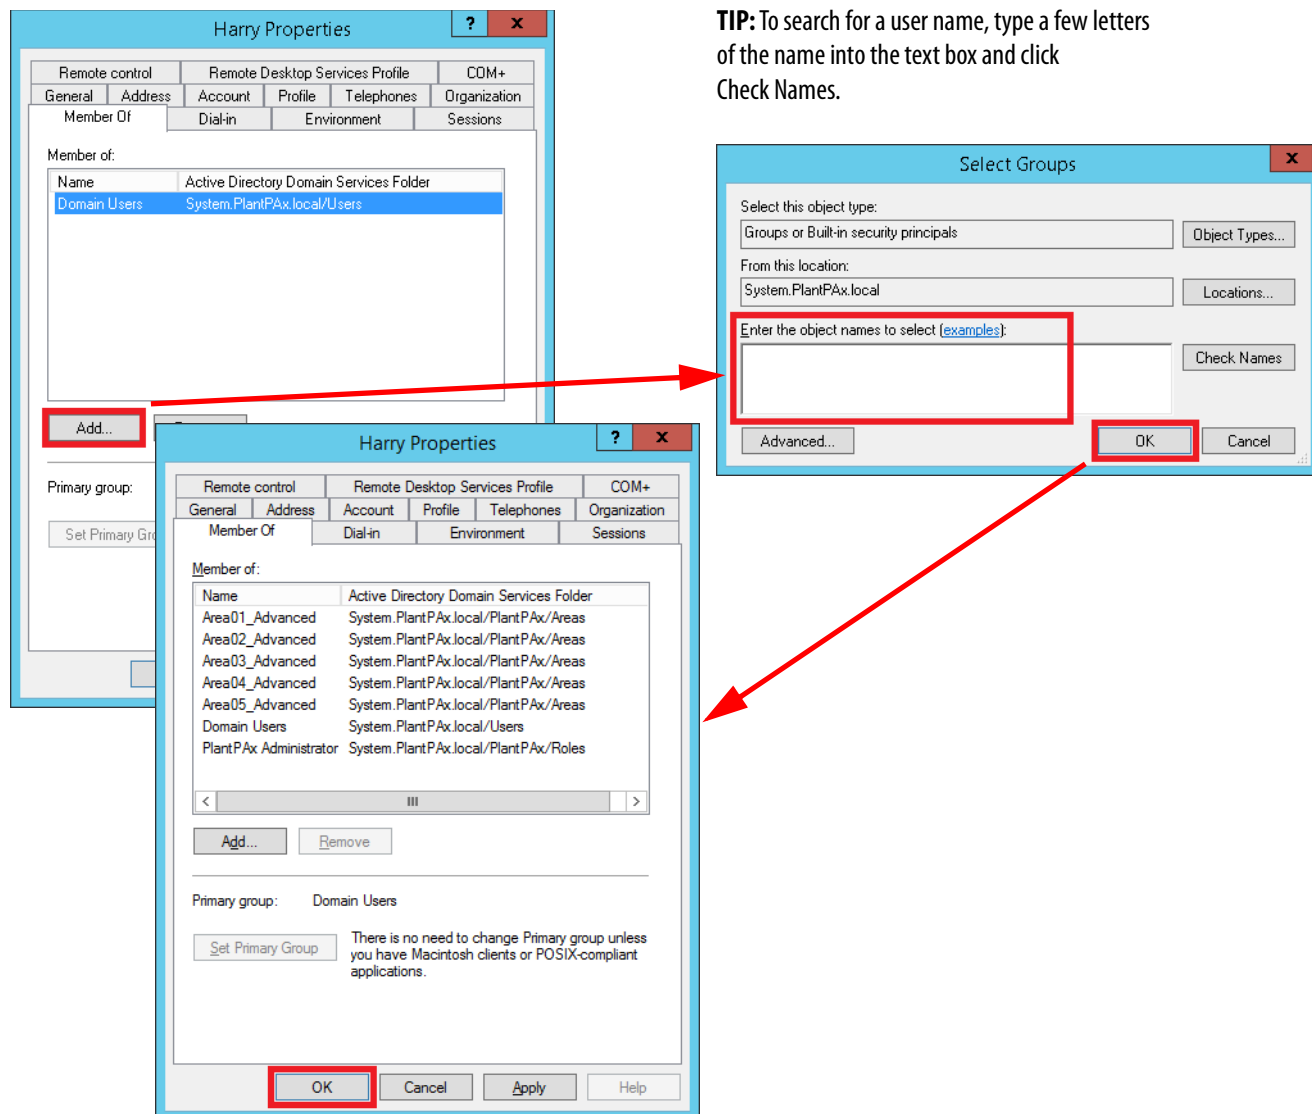 Harry Properties
?
x
Remote control
Remote Desktop Services Profile
COM+
General
Address
Account
Profile
Telephones
Organization
Member Of
Dial-in
Environment
Sessions
Member of:
Name
Active Directory Domain Services Folder
Domain Users
System.PlantPAx.local/Users
Add...
Primary group:
TIP: To search for a user name, type a few letters
of the name into the text box and click
Check Names.
Select Groups
x
Select this object type:
Groups or Built-in security principals
Object Types...
From this location:
System.PlantPAx.local
Locations...
Enter the object names to select (examples):
Check Names
Advanced...
OK
Cancel
Harry Properties
?
x
Remote control
Remote Desktop Services Profile
COM+
General
Address
Account
Profile
Telephones
Organization
Member Of
Dial-in
Environment
Sessions
Member of:
Name
Active Directory Domain Services Folder
Area01_Advanced
System.PlantPAx.local/PlantPAx/Areas
Area02_Advanced
System.PlantPAx.local/PlantPAx/Areas
Area03_Advanced
System.PlantPAx.local/PlantPAx/Areas
Area04_Advanced
System.PlantPAx.local/PlantPAx/Areas
Area05_Advanced
System.PlantPAx.local/PlantPAx/Areas
Domain Users
System.PlantPAx.local/Users
PlantPAx Administrator
System.PlantPAx.local/PlantPAx/Roles
Add...
Remove
Primary group:
Domain Users
Set Primary Group
There is no need to change Primary group unless
you have Macintosh clients or POSIX-compliant
applications.
OK
Cancel
Apply
Help
Set Primary Gro